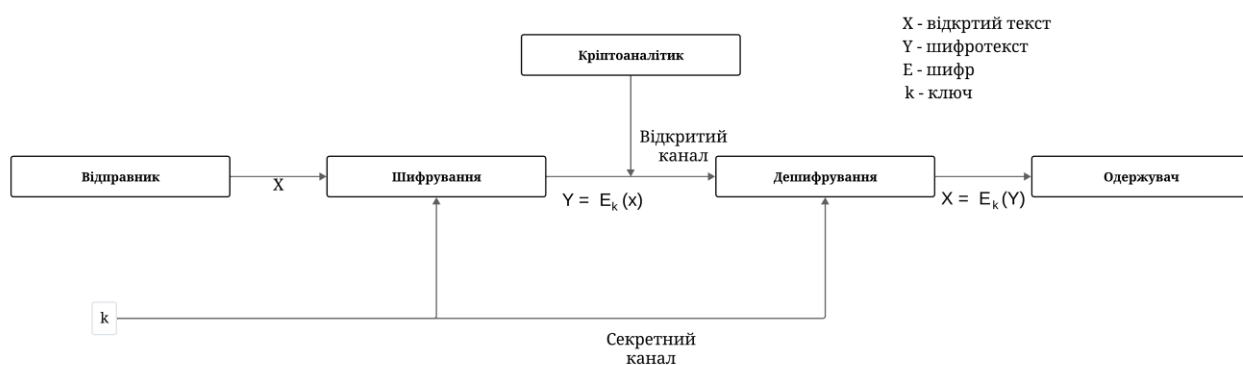 X - відкртий текст
Y - шифротекст
E - шифр
k - ключ
Кріптоаналітик
Відкритий
канал
Відправник
X
Шифрування
Y = Eₖ(x)
Дешифрування
X = Eₖ(Y)
Одержувач
k
Секретний
канал